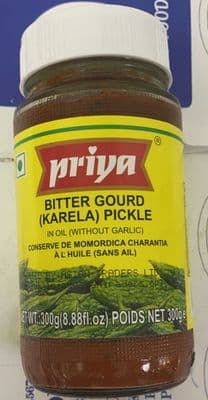 priya
®
BITTER GOURD
(KARELA) PICKLE
IN OIL (WITHOUT GARLIC)
CONSERVE DE MOMORDICA CHARANTIA
À L'HUILE (SANS AIL)
TRADERS
NET WT: 300g(8.88fl.oz) POIDS NET 300g e